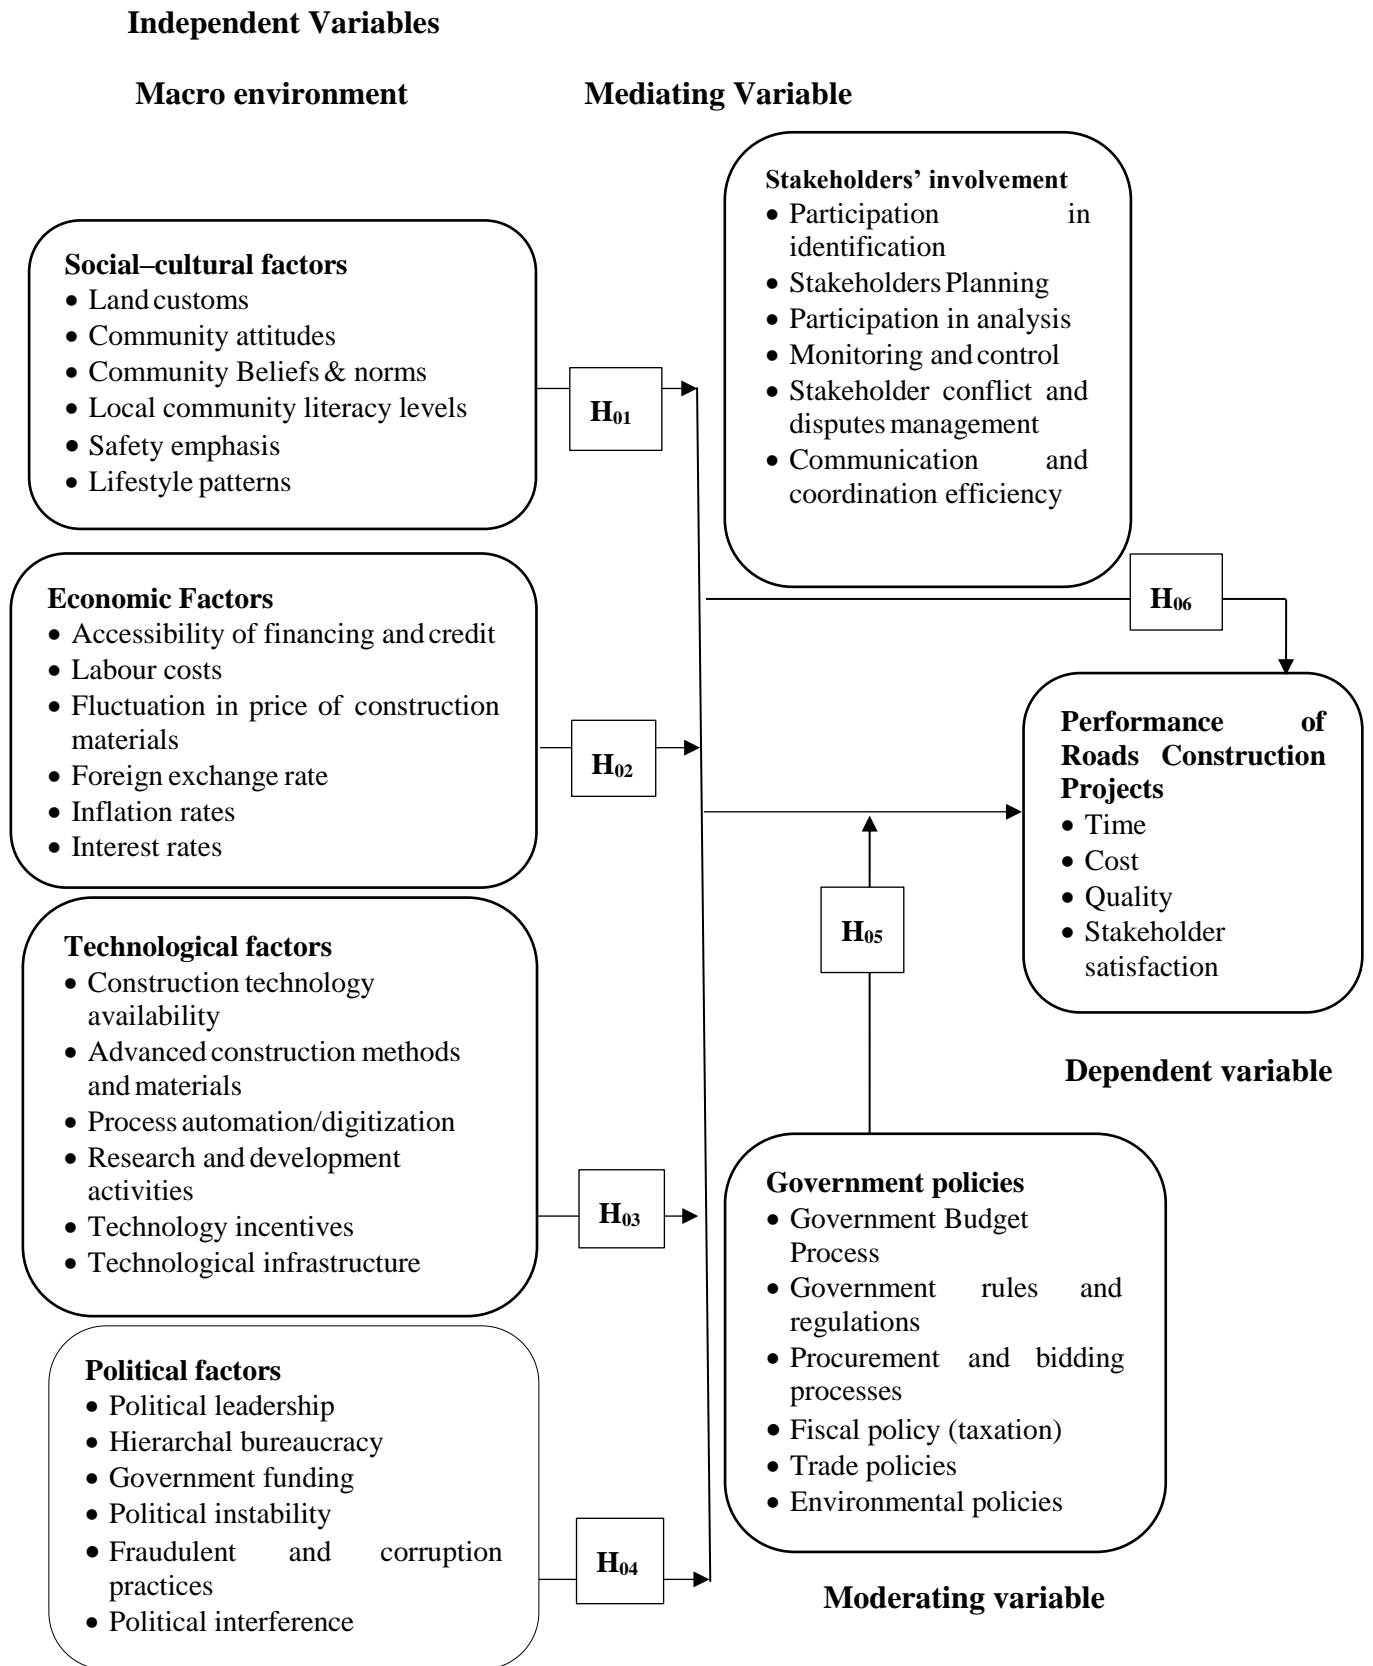 Independent Variables
Macro environment
Mediating Variable
Social–cultural factors
• Land customs
• Community attitudes
• Community Beliefs & norms
• Local community literacy levels
• Safety emphasis
• Lifestyle patterns
H01
Economic Factors
• Accessibility of financing and credit
• Labour costs
• Fluctuation in price of construction
materials
• Foreign exchange rate
• Inflation rates
• Interest rates
H02
Technological factors
• Construction technology
availability
• Advanced construction methods
and materials
• Process automation/digitization
• Research and development
activities
• Technology incentives
• Technological infrastructure
H03
Political factors
• Political leadership
• Hierarchal bureaucracy
• Government funding
• Political instability
• Fraudulent and corruption
practices
• Political interference
H04
Stakeholders’ involvement
• Participation in
identification
• Stakeholders Planning
• Participation in analysis
• Monitoring and control
• Stakeholder conflict and
disputes management
• Communication and
coordination efficiency
H06
Performance of
Roads Construction
Projects
• Time
• Cost
• Quality
• Stakeholder
satisfaction
Dependent variable
H05
Government policies
• Government Budget
Process
• Government rules and
regulations
• Procurement and bidding
processes
• Fiscal policy (taxation)
• Trade policies
• Environmental policies
Moderating variable